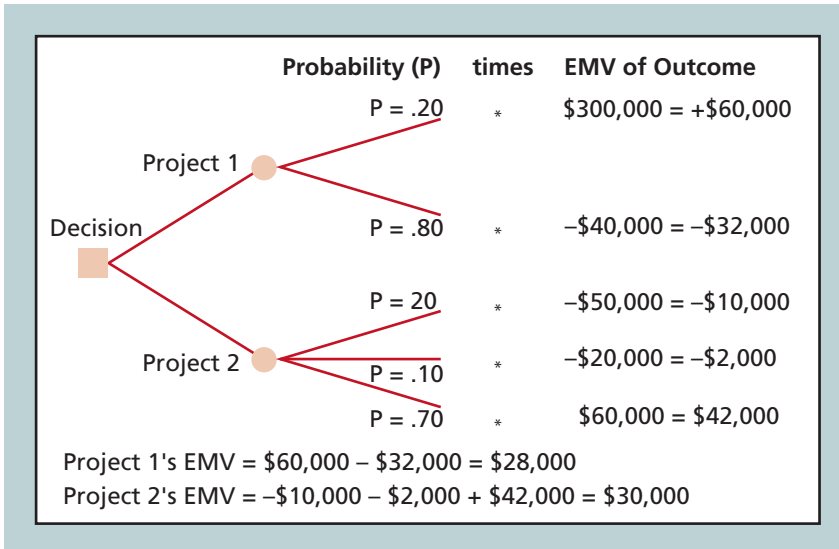 Probability (P) times EMV of Outcome
P = .20 * $300,000 = +$60,000
Project 1
Decision
P = .80 * –$40,000 = –$32,000
P = 20 * –$50,000 = –$10,000
Project 2
P = .10 * –$20,000 = –$2,000
P = .70 * $60,000 = $42,000
Project 1's EMV = $60,000 – $32,000 = $28,000
Project 2's EMV = –$10,000 – $2,000 + $42,000 = $30,000